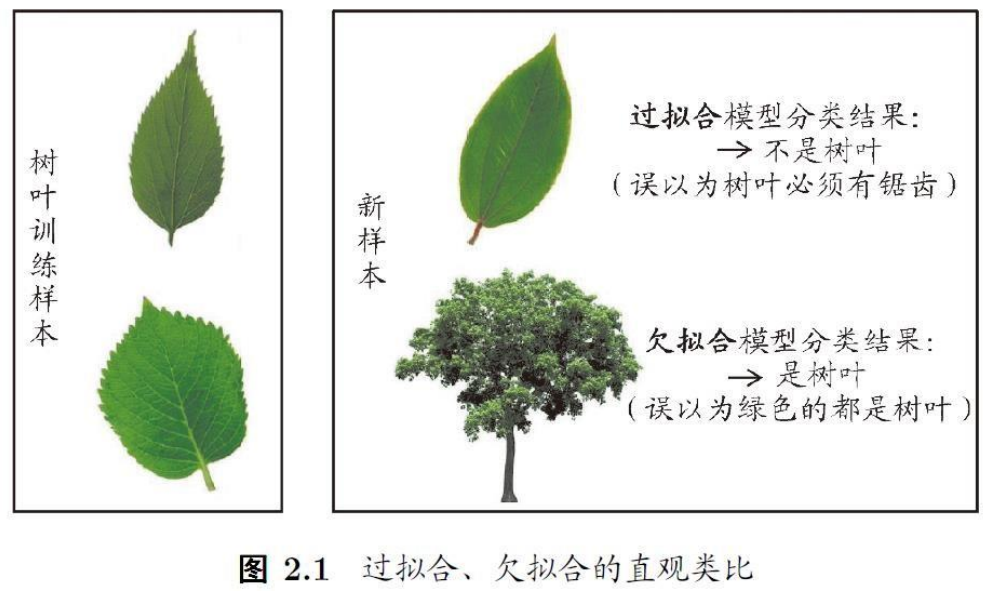 树叶训练样本
新样本
过拟合模型分类结果:
→ 不是树叶
(误以为树叶必须有锯齿)
欠拟合模型分类结果:
→ 是树叶
(误以为绿色的都是树叶)
图 2.1 过拟合、欠拟合的直观类比